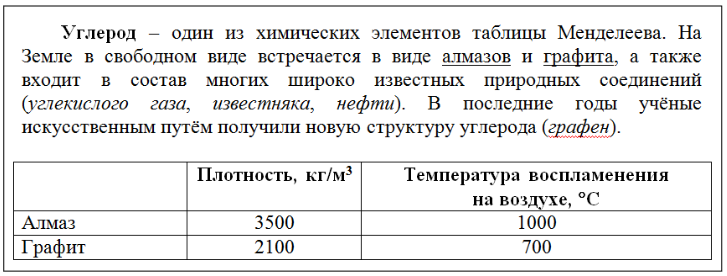 Углерод – один из химических элементов таблицы Менделеева. На
Земле в свободном виде встречается в виде алмазов и графита, а также
входит в состав многих широко известных природных соединений
(углекислого газа, известняка, нефти). В последние годы учёные
искусственным путём получили новую структуру углерода (графен).
Плотность, кг/м³ Температура воспламенения
на воздухе, °С
Алмаз 3500 1000
Графит 2100 700